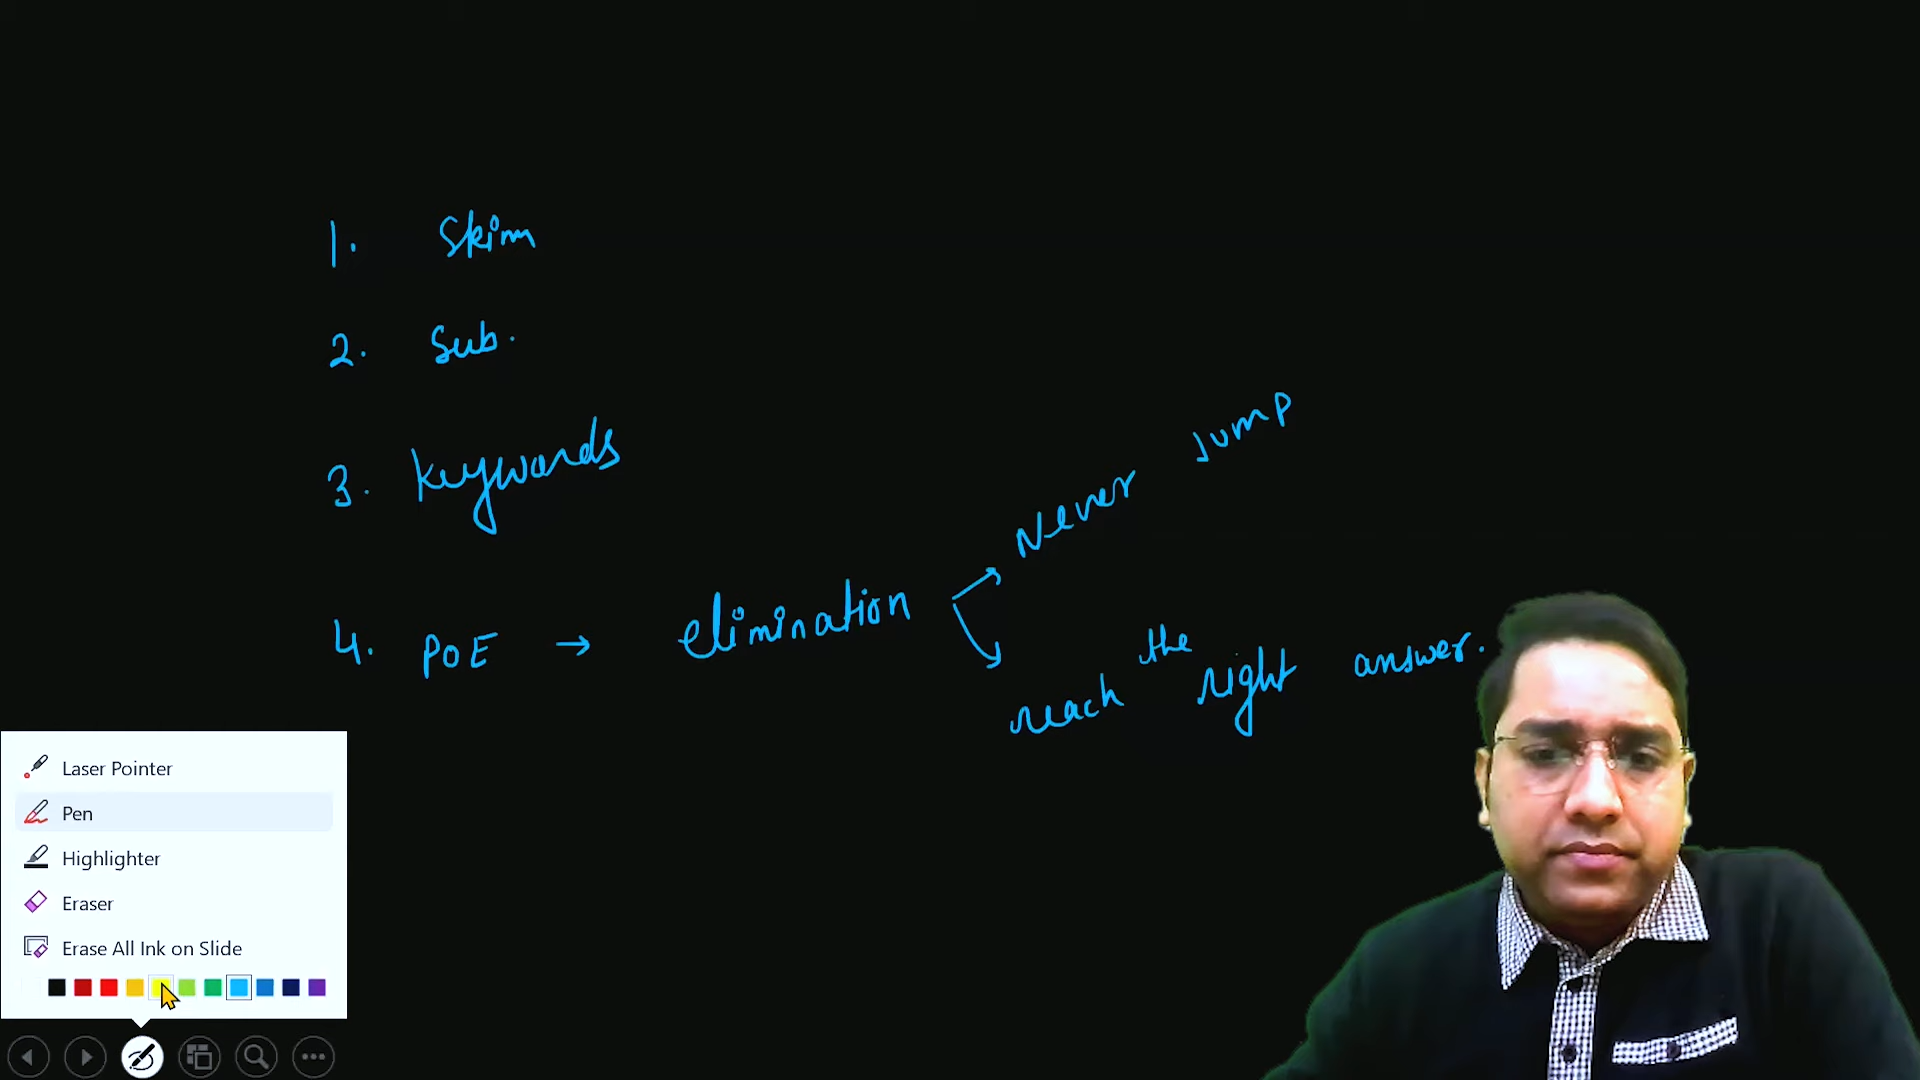 1. Skim
2. Sub.
3. Keywords
4. POE → elimination
Never Jump
reach the right answer.
Laser Pointer
Pen
Highlighter
Eraser
Erase All Ink on Slide